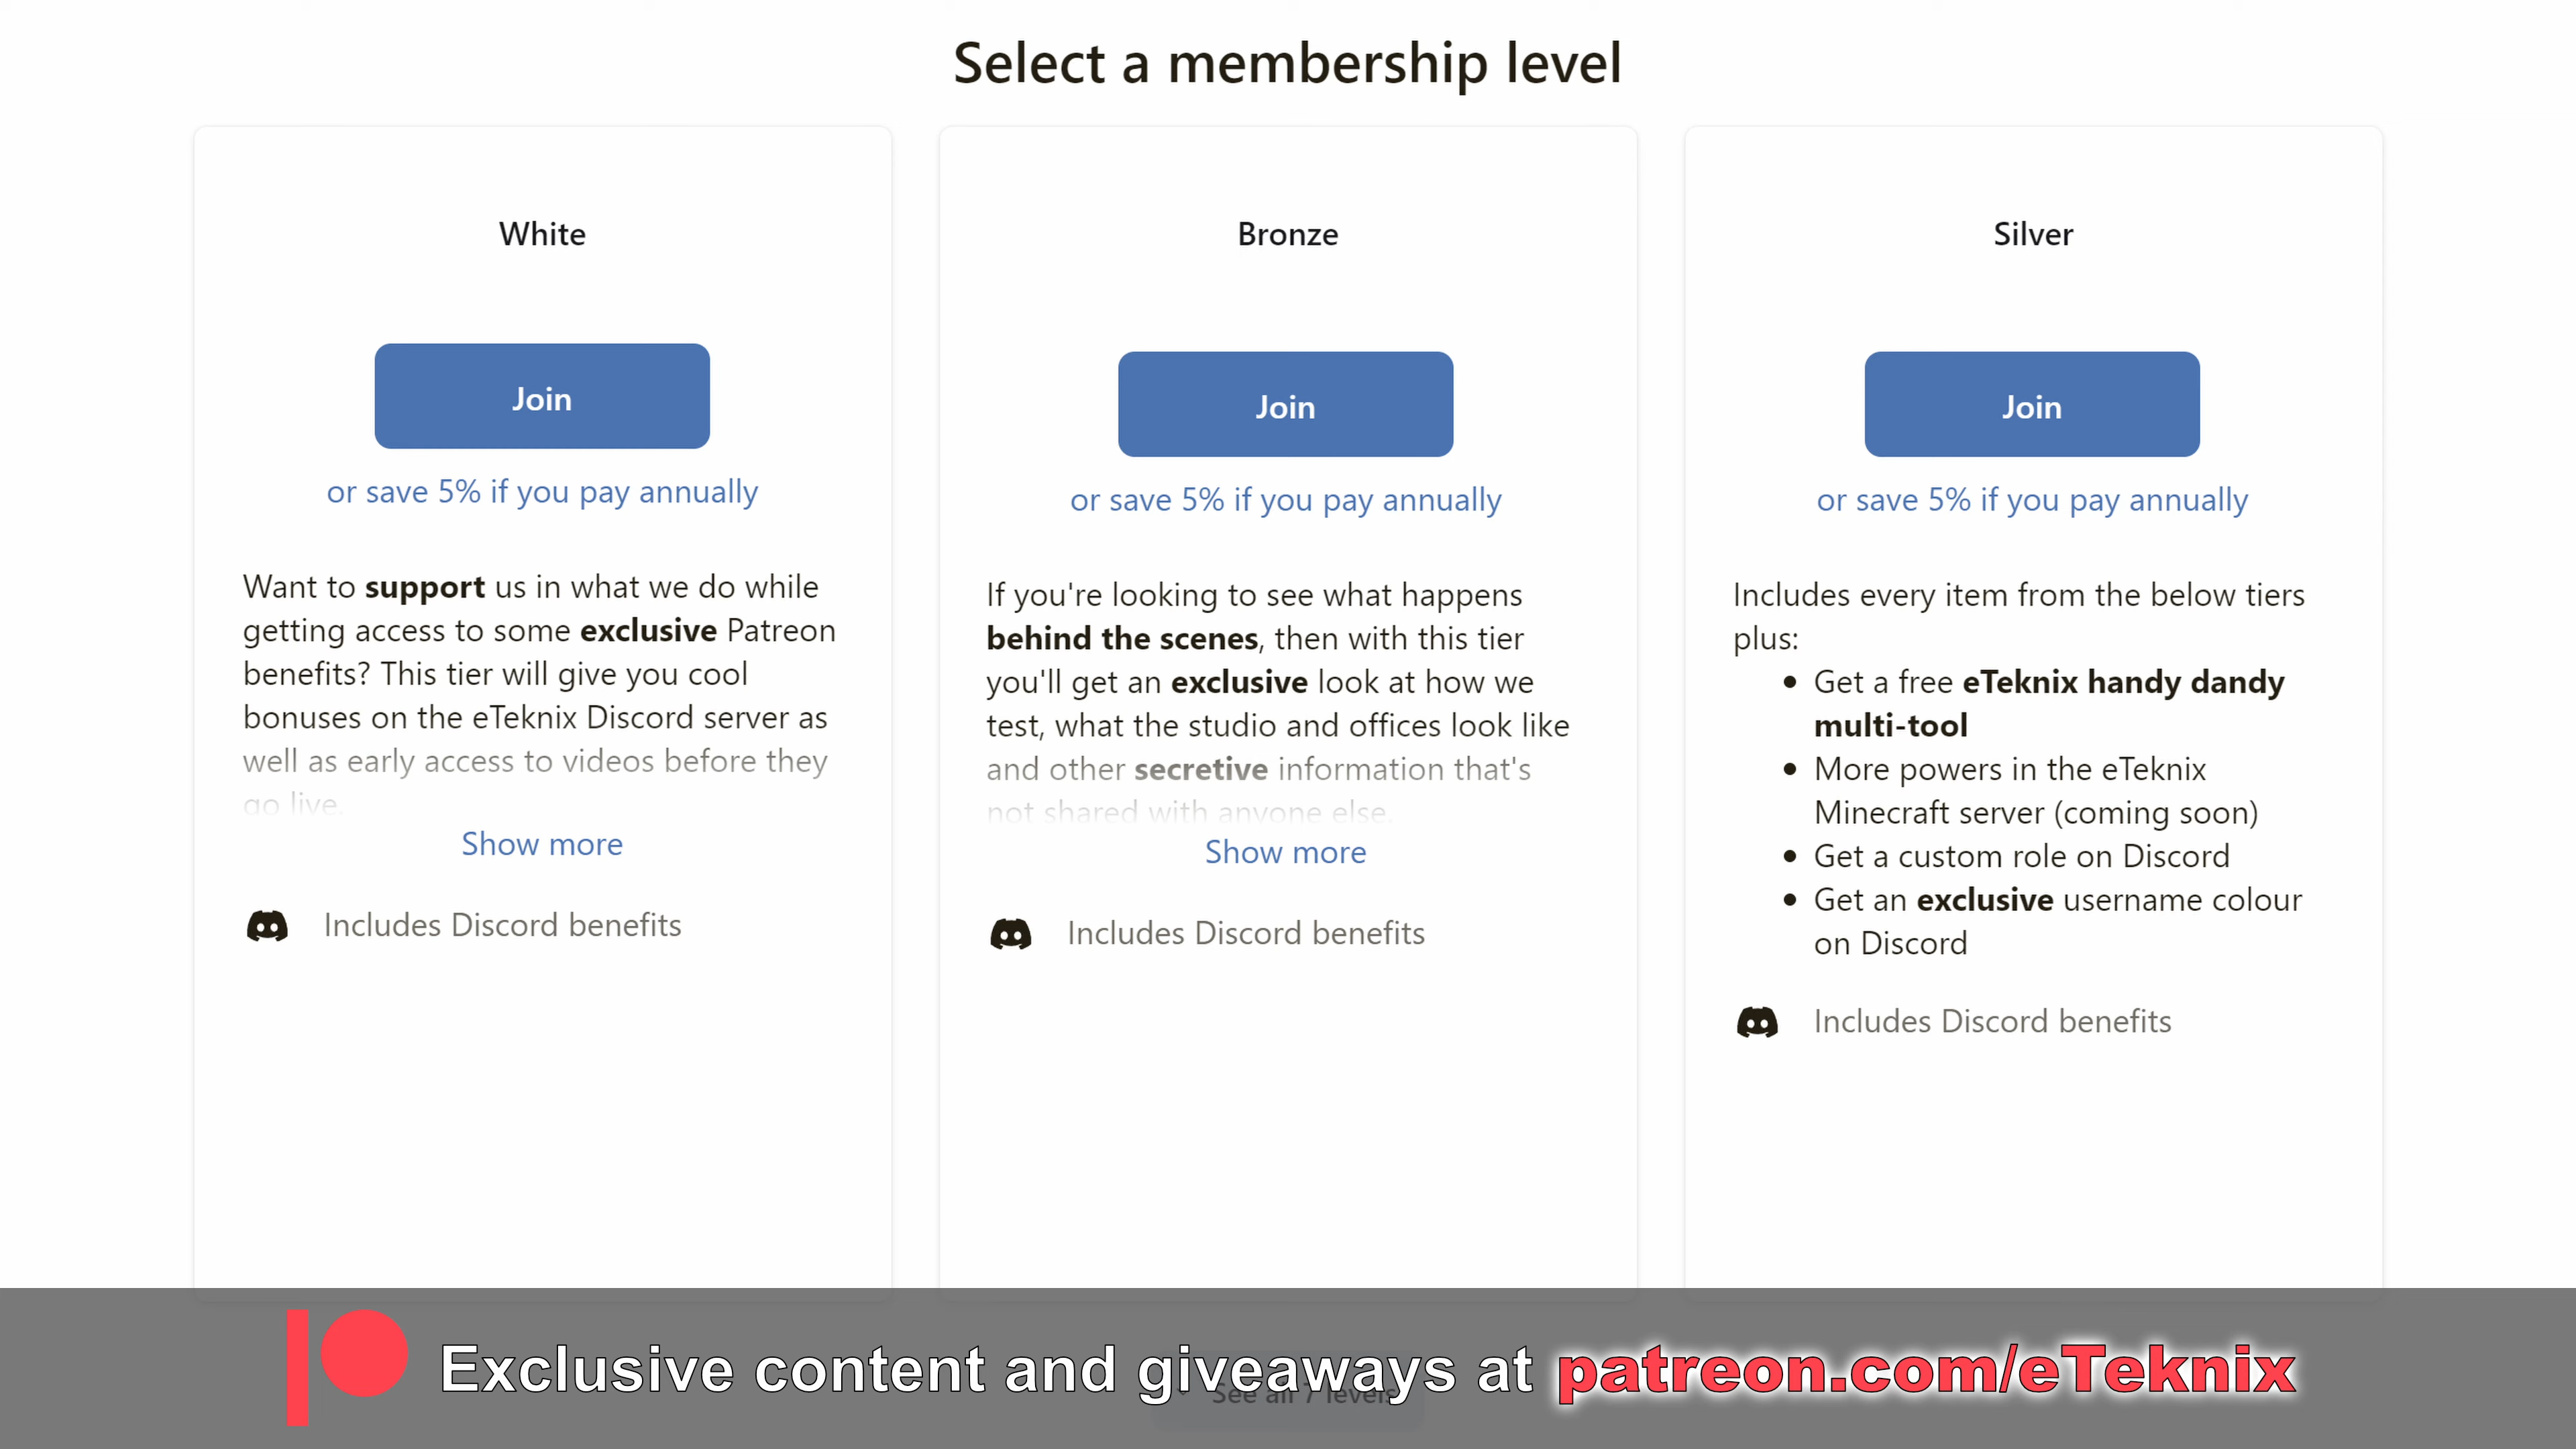 Select a membership level
White
Join
or save 5% if you pay annually
Want to support us in what we do while
getting access to some exclusive Patreon
benefits? This tier will give you cool
bonuses on the eTeknix Discord server as
well as early access to videos before they
go live.
Show more
Includes Discord benefits
Bronze
Join
or save 5% if you pay annually
If you're looking to see what happens
behind the scenes, then with this tier
you'll get an exclusive look at how we
test, what the studio and offices look like
and other secretive information that's
not shared with anyone else.
Show more
Includes Discord benefits
Silver
Join
or save 5% if you pay annually
Includes every item from the below tiers
plus:
• Get a free eTeknix handy dandy
multi-tool
• More powers in the eTeknix
Minecraft server (coming soon)
• Get a custom role on Discord
• Get an exclusive username colour
on Discord
Includes Discord benefits
Exclusive content and giveaways at patreon.com/eTeknix
See all 7 levels